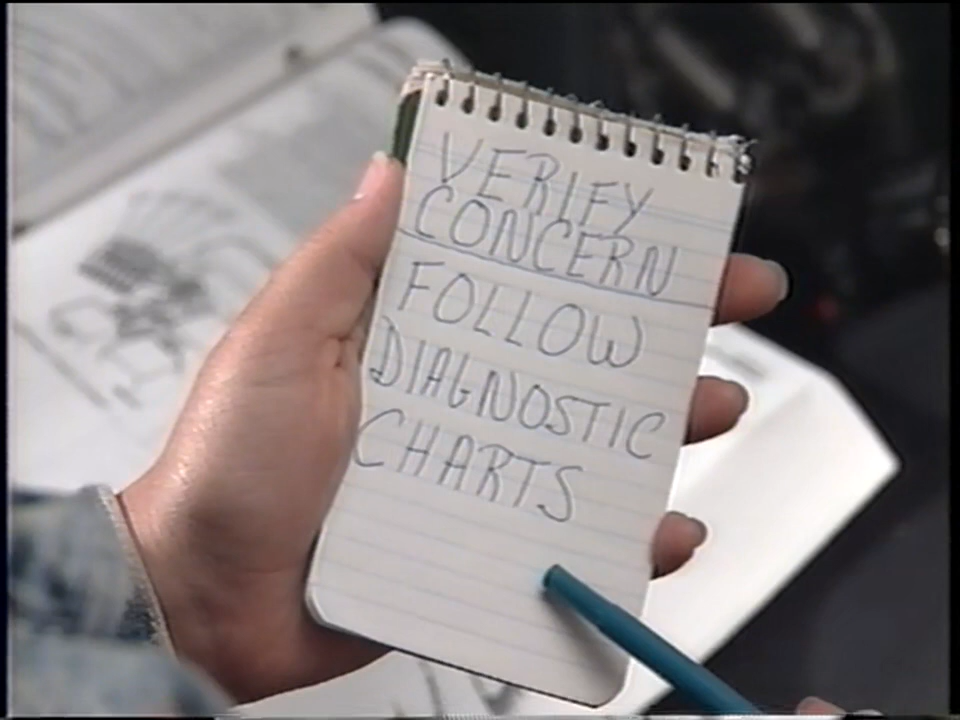 VERIFY
CONCERN
FOLLOW
DIAGNOSTIC
CHARTS